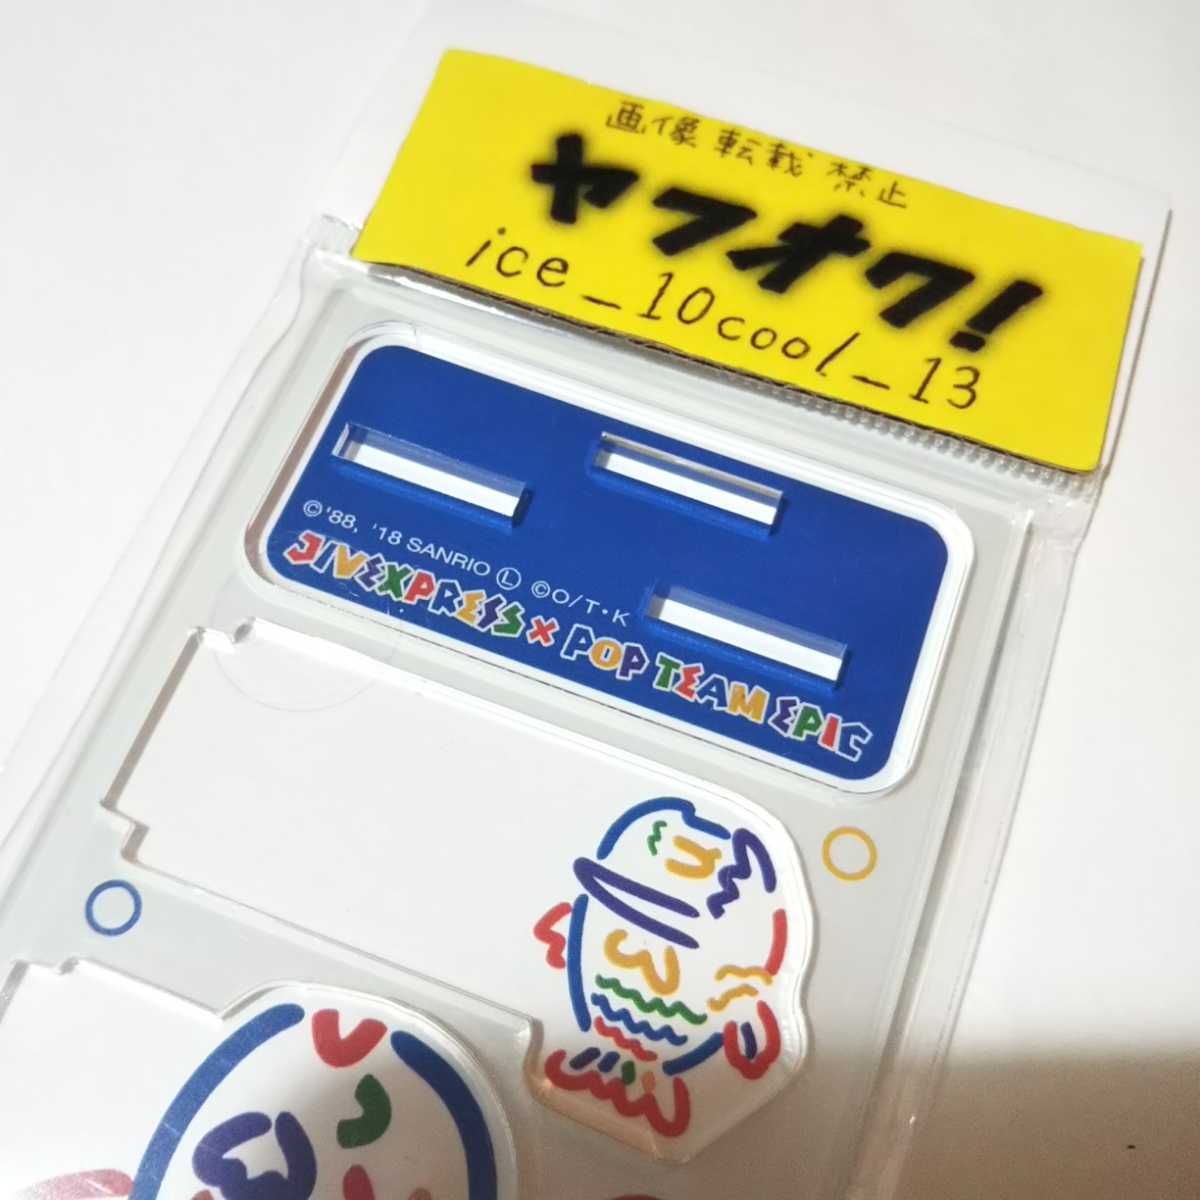 画像転載禁止
ヤフオク!
ice_10cool_13
©'88, '18 SANRIO Ⓛ ©O/T・K
JIVEXPRESS × POP TEAM EPIC